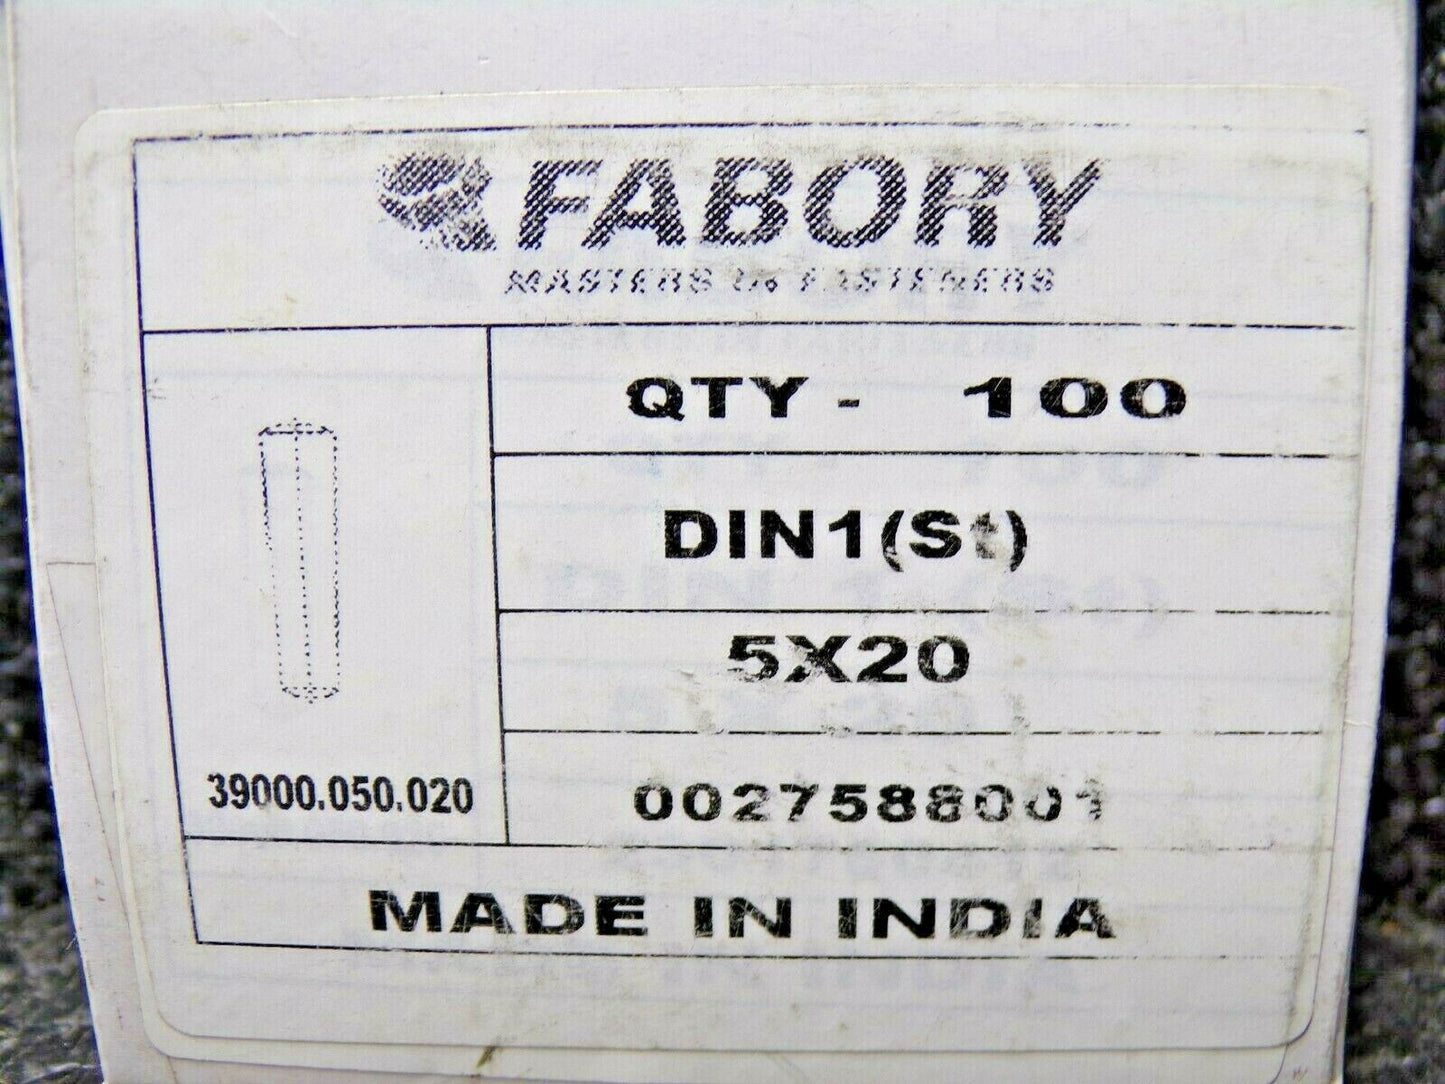 FABORY
MASTERS IN FASTENERS
QTY - 100
DIN1(St)
5X20
39000.050.020
0027588001
MADE IN INDIA